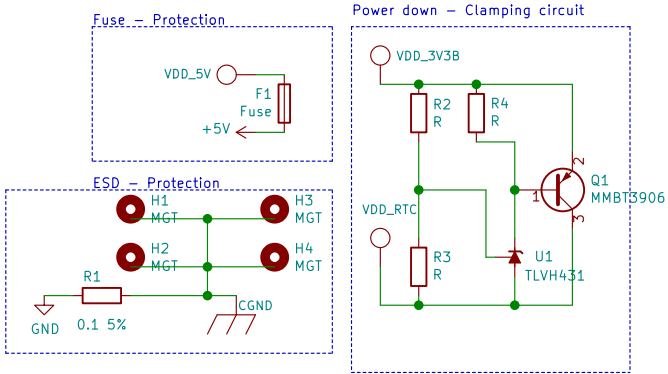 Fuse – Protection
VDD_5V
F1
Fuse
+5V
ESD – Protection
H1
MGT
H3
MGT
H2
MGT
H4
MGT
R1
0.1 5%
GND
CGND
Power down – Clamping circuit
VDD_3V3B
R2
R
R4
R
Q1
MMBT3906
1
2
3
VDD_RTC
R3
R
U1
TLVH431